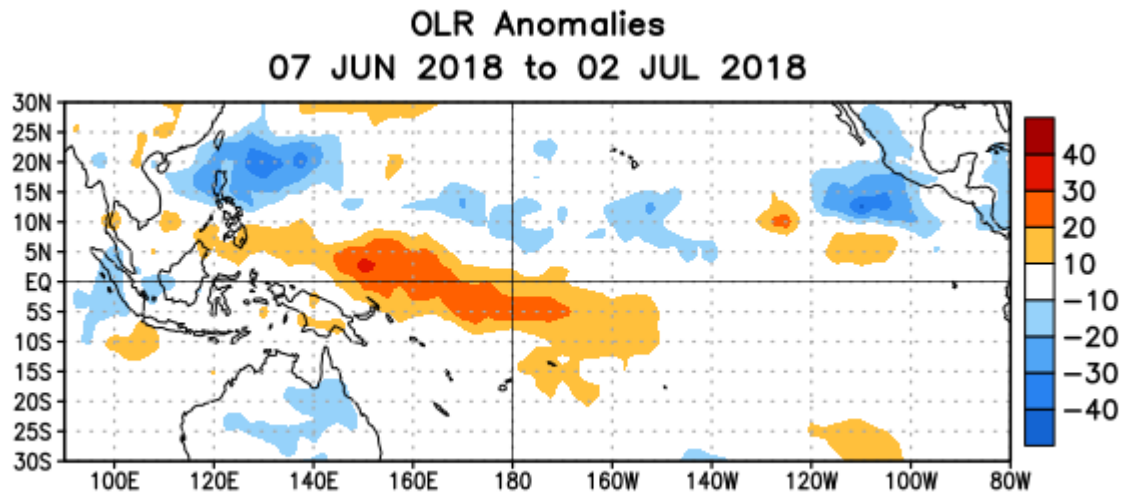 OLR Anomalies
07 JUN 2018 to 02 JUL 2018
30N
25N
20N
15N
10N
5N
EQ
5S
10S
15S
20S
25S
30S
100E 120E 140E 160E 180 160W 140W 120W 100W 80W
40
30
20
10
-10
-20
-30
-40